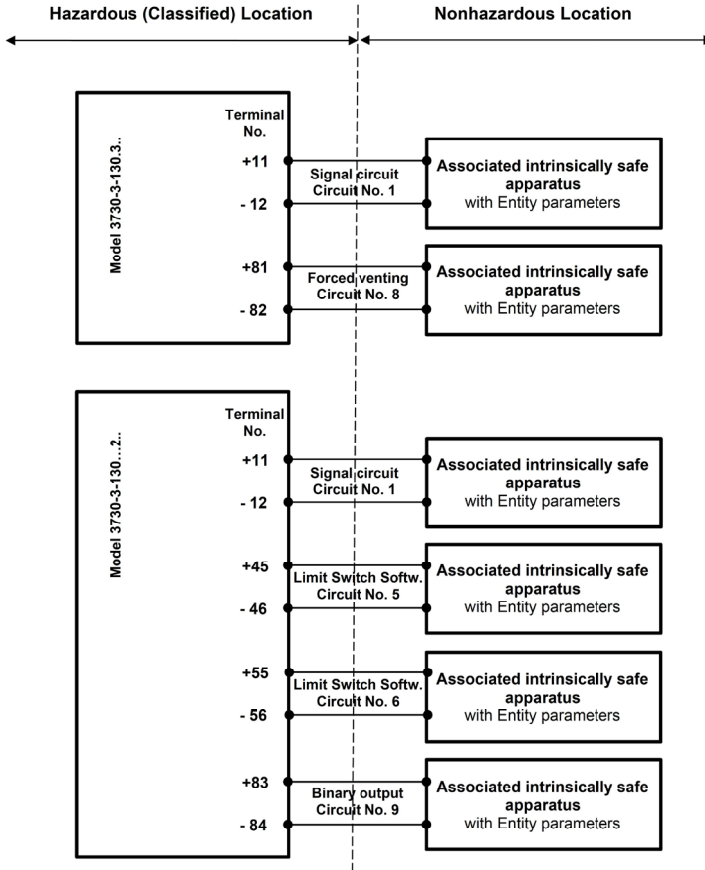 Hazardous (Classified) Location
Nonhazardous Location
Model 3730-3-130.3..
Terminal
No.
+11
- 12
Signal circuit
Circuit No. 1
Associated intrinsically safe
apparatus
with Entity parameters
+81
- 82
Forced venting
Circuit No. 8
Associated intrinsically safe
apparatus
with Entity parameters
Model 3730-3-130...2..
Terminal
No.
+11
- 12
Signal circuit
Circuit No. 1
Associated intrinsically safe
apparatus
with Entity parameters
+45
- 46
Limit Switch Softw.
Circuit No. 5
Associated intrinsically safe
apparatus
with Entity parameters
+55
- 56
Limit Switch Softw.
Circuit No. 6
Associated intrinsically safe
apparatus
with Entity parameters
+83
- 84
Binary output
Circuit No. 9
Associated intrinsically safe
apparatus
with Entity parameters